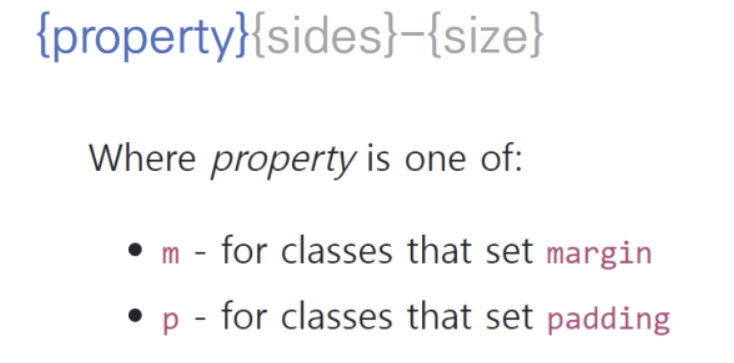 {property}{sides}-{size}
Where property is one of:
• m - for classes that set margin
• p - for classes that set padding